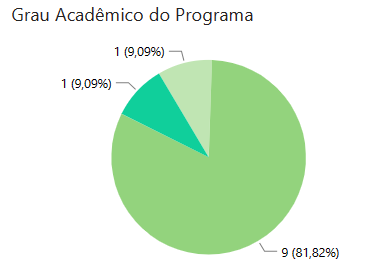 Grau Acadêmico do Programa
1 (9,09%)
1 (9,09%)
9 (81,82%)